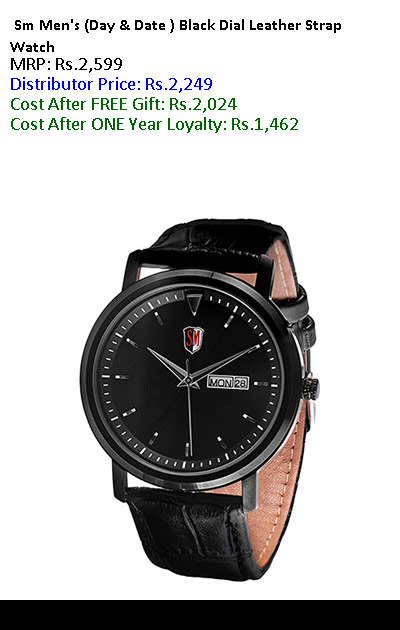 Sm Men's (Day & Date ) Black Dial Leather Strap
Watch
MRP: Rs.2,599
Distributor Price: Rs.2,249
Cost After FREE Gift: Rs.2,024
Cost After ONE Year Loyalty: Rs.1,462
SM
MON 28